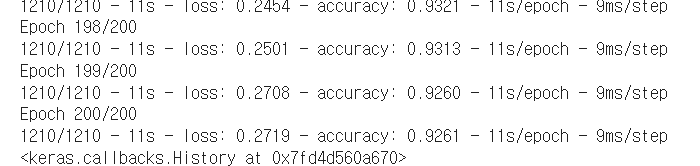 1210/1210 - 11s - loss: 0.2454 - accuracy: 0.9321 - 11s/epoch - 9ms/step
Epoch 198/200
1210/1210 - 11s - loss: 0.2501 - accuracy: 0.9313 - 11s/epoch - 9ms/step
Epoch 199/200
1210/1210 - 11s - loss: 0.2708 - accuracy: 0.9260 - 11s/epoch - 9ms/step
Epoch 200/200
1210/1210 - 11s - loss: 0.2719 - accuracy: 0.9261 - 11s/epoch - 9ms/step
<keras.callbacks.History at 0x7fd4d560a670>